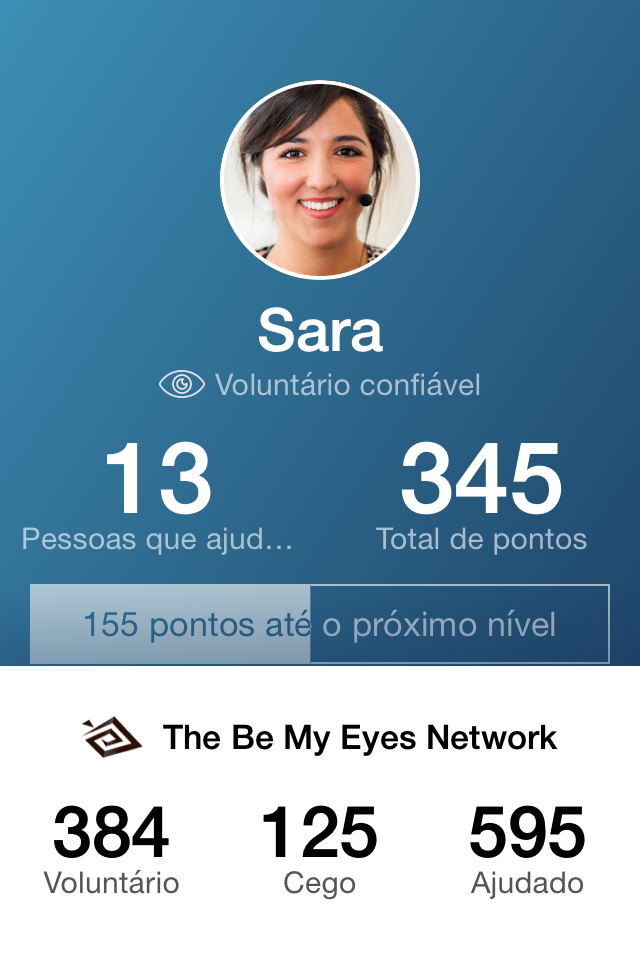 Sara
Voluntário confiável
13 345
Pessoas que ajud... Total de pontos
155 pontos até o próximo nível
The Be My Eyes Network
384 125 595
Voluntário Cego Ajudado